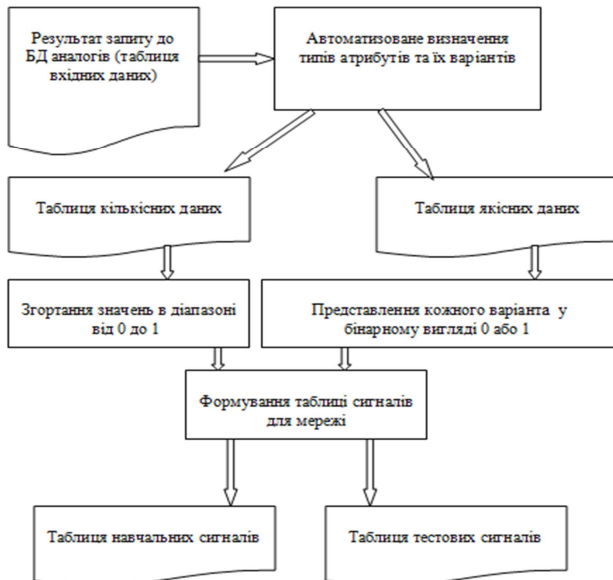 Результат запиту до
БД аналогів (таблиця
вхідних даних)
Автоматизоване визначення
типів атрибутів та їх варіантів
Таблиця кількісних даних
Таблиця якісних даних
Згортання значень в діапазоні
від 0 до 1
Представлення кожного варіанта у
бінарному вигляді 0 або 1
Формування таблиці сигналів
для мережі
Таблиця навчальних сигналів
Таблиця тестових сигналів